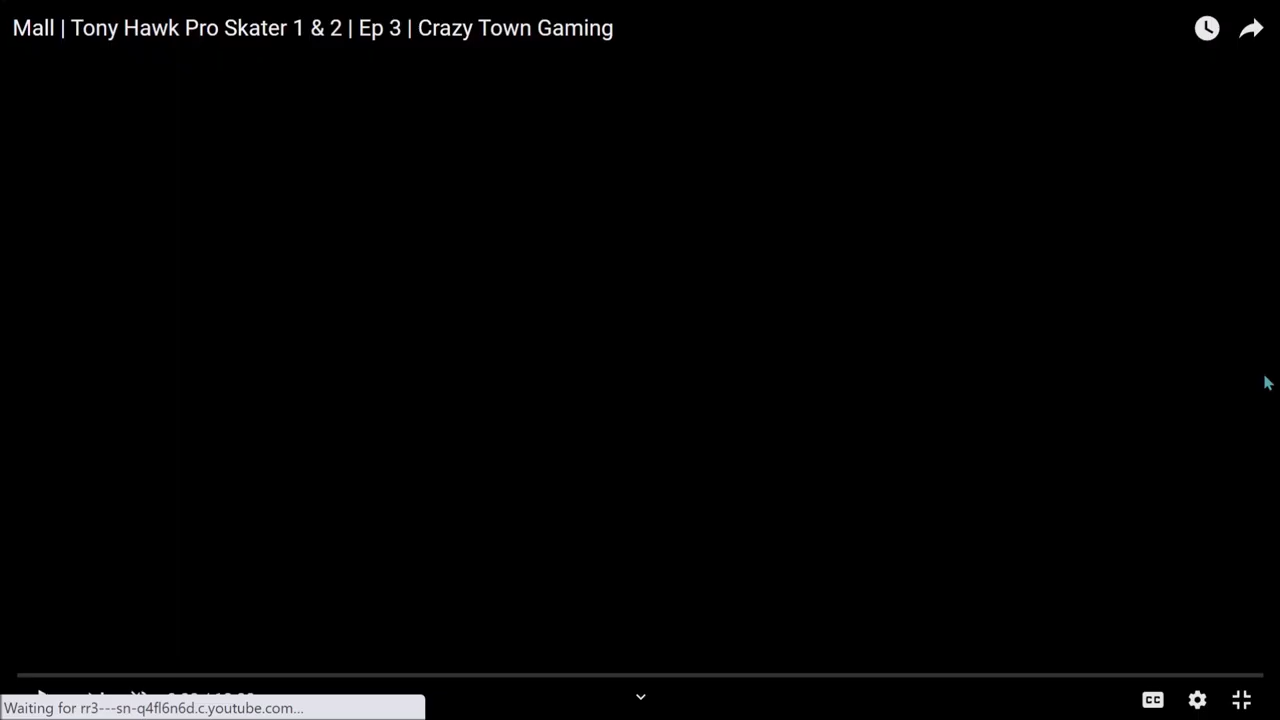 Mall | Tony Hawk Pro Skater 1 & 2 | Ep 3 | Crazy Town Gaming
CC
Waiting for rr3---sn-q4fl6n6d.c.youtube.com...